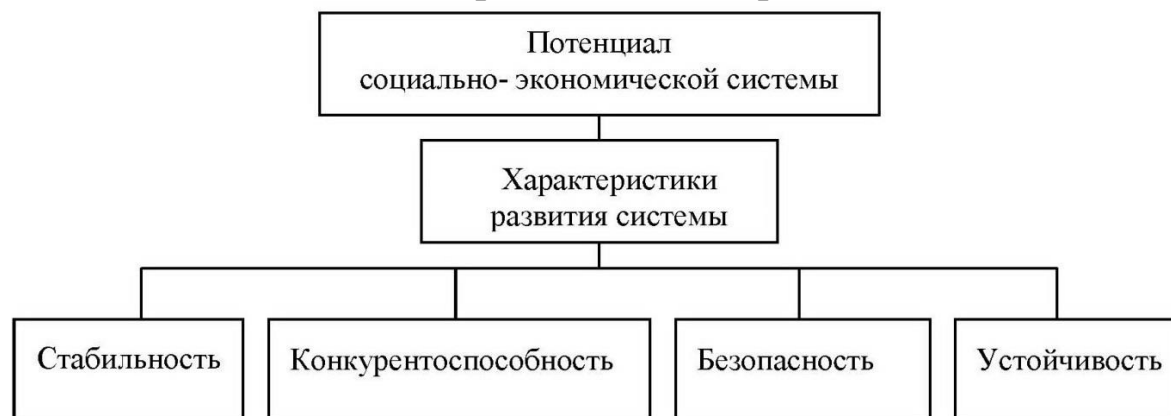 Потенциал
социально- экономической системы
Характеристики
развития системы
Стабильность
Конкурентоспособность
Безопасность
Устойчивость